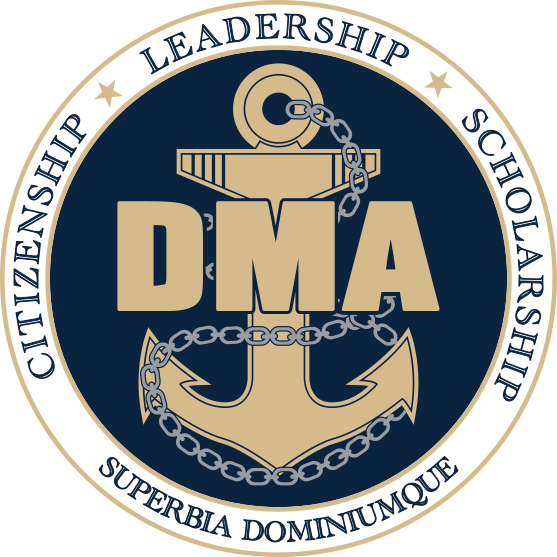 CITIZENSHIP ★ LEADERSHIP ★ SCHOLARSHIP
DMA
SUPERBIA DOMINIUMQUE